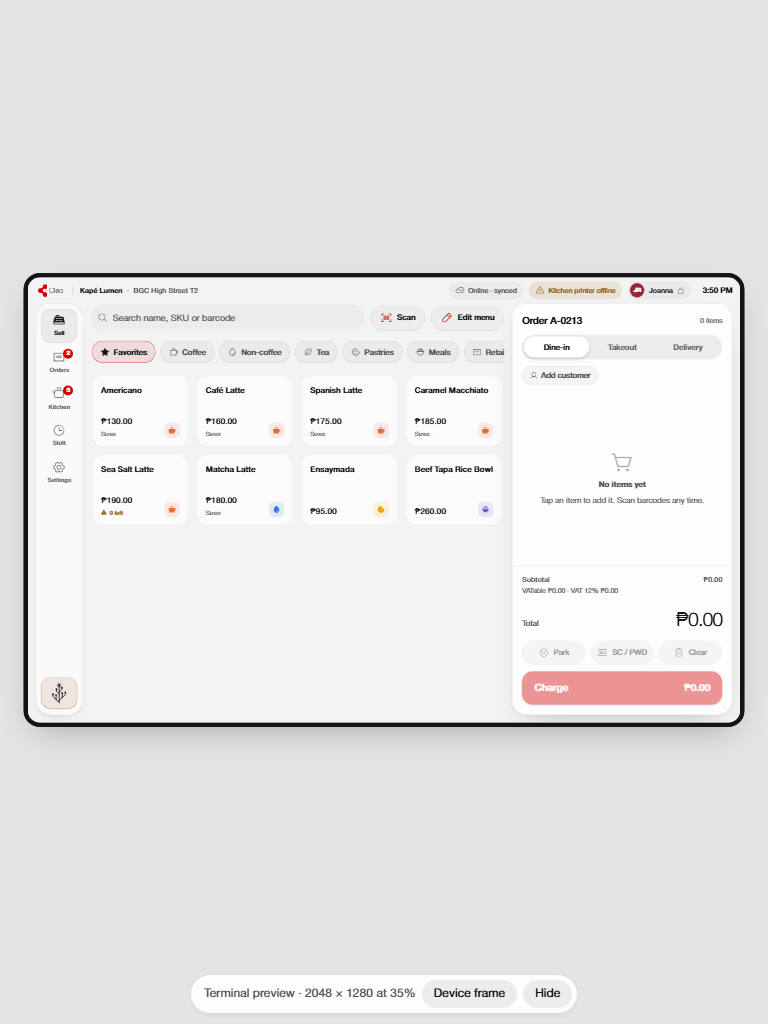 Cleo
Kapé Lumen · BGC High Street T2
Online · synced
Kitchen printer offline
JR
Joanna
3:50 PM
Sell
2
Orders
5
Kitchen
Shift
Settings
Search name, SKU or barcode
Scan
Edit menu
Favorites
Coffee
Non-coffee
Tea
Pastries
Meals
Retai
Americano
₱130.00
Sizes
Café Latte
₱160.00
Sizes
Spanish Latte
₱175.00
Sizes
Caramel Macchiato
₱185.00
Sizes
Sea Salt Latte
₱190.00
9 left
Matcha Latte
₱180.00
Sizes
Ensaymada
₱95.00
Beef Tapa Rice Bowl
₱260.00
Order A-0213
0 items
Dine-in
Takeout
Delivery
Add customer
No items yet
Tap an item to add it. Scan barcodes any time.
Subtotal ₱0.00
VATable ₱0.00 · VAT 12% ₱0.00
Total ₱0.00
Park
SC / PWD
Clear
Charge ₱0.00
Terminal preview · 2048 × 1280 at 35%
Device frame
Hide